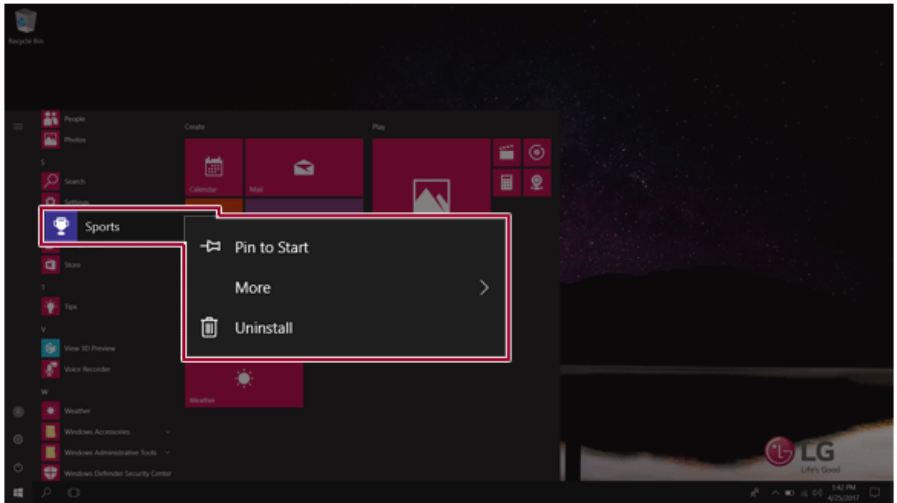 Recycle Bin
People
Photos
S
Search
Settings
Sports
Store
T
Tips
V
View 3D Preview
Voice Recorder
W
Weather
Windows Accessories
Windows Administrative Tools
Windows Defender Security Center
Create
Calendar
Mail
Weather
Play
Pin to Start
More
Uninstall
LG
Life's Good
1:42 PM
4/25/2017